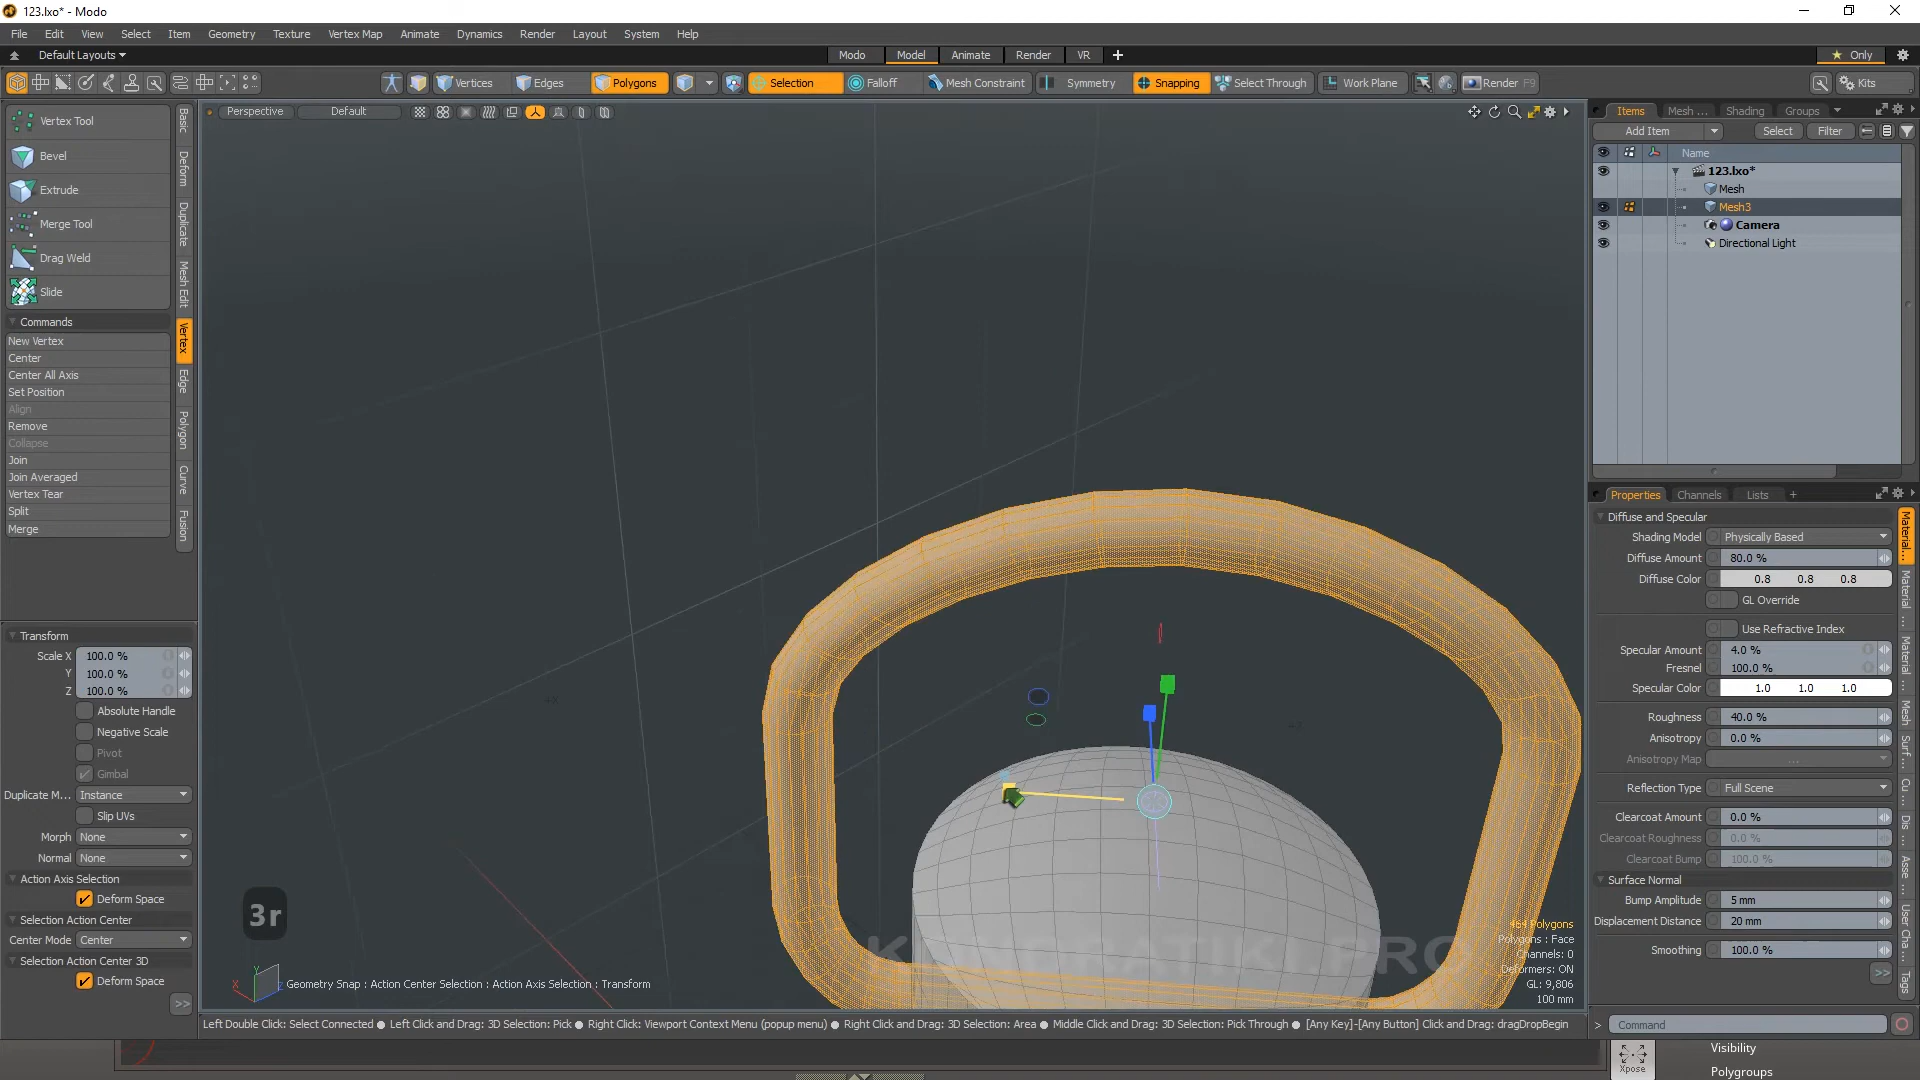 123.lxo* - Modo
File Edit View Select Item Geometry Texture Vertex Map Animate Dynamics Render Layout System Help
Default Layouts Modo Model Animate Render VR + Only
Vertices Edges Polygons Selection Falloff Mesh Constraint Symmetry Snapping Select Through Work Plane Render F9 Kits
Perspective Default
Vertex Tool
Bevel
Extrude
Merge Tool
Drag Weld
Slide
Commands
New Vertex
Center
Center All Axis
Set Position
Align
Remove
Collapse
Join
Join Averaged
Vertex Tear
Split
Merge
Basic
Deform
Duplicate
Mesh Edit
Vertex
Edge
Polygon
Curve
Fusion
Transform
Scale X 100.0 %
Y 100.0 %
Z 100.0 %
Absolute Handle
Negative Scale
Pivot
Gimbal
Duplicate M... Instance
Slip UVs
Morph None
Normal None
Action Axis Selection
Deform Space
Selection Action Center
Center Mode Center
Selection Action Center 3D
Deform Space
>>
3r
X Y Z
Geometry Snap : Action Center Selection : Action Axis Selection : Transform
464 Polygons
Polygons : Face
Channels: 0
Deformers: ON
GL: 9,806
100 mm
Left Double Click: Select Connected ● Left Click and Drag: 3D Selection: Pick ● Right Click: Viewport Context Menu (popup menu) ● Right Click and Drag: 3D Selection: Area ● Middle Click and Drag: 3D Selection: Pick Through ● [Any Key]-[Any Button] Click and Drag: dragDropBegin
Items Mesh ... Shading Groups
Add Item Select Filter
Name
123.lxo*
Mesh
Mesh3
Camera
Directional Light
Properties Channels Lists +
Diffuse and Specular
Shading Model Physically Based
Diffuse Amount 80.0 %
Diffuse Color 0.8 0.8 0.8
GL Override
Use Refractive Index
Specular Amount 4.0 %
Fresnel 100.0 %
Specular Color 1.0 1.0 1.0
Roughness 40.0 %
Anisotropy 0.0 %
Anisotropy Map ...
Reflection Type Full Scene
Clearcoat Amount 0.0 %
Clearcoat Roughness 0.0 %
Clearcoat Bump 100.0 %
Surface Normal
Bump Amplitude 5 mm
Displacement Distance 20 mm
Smoothing 100.0 %
>>
Material...
Material ...
Material ...
Mesh ...
Surf...
Cu ...
Dis ...
Asse ...
User Cha...
Tags
> Command
Xpose
Visibility
Polygroups